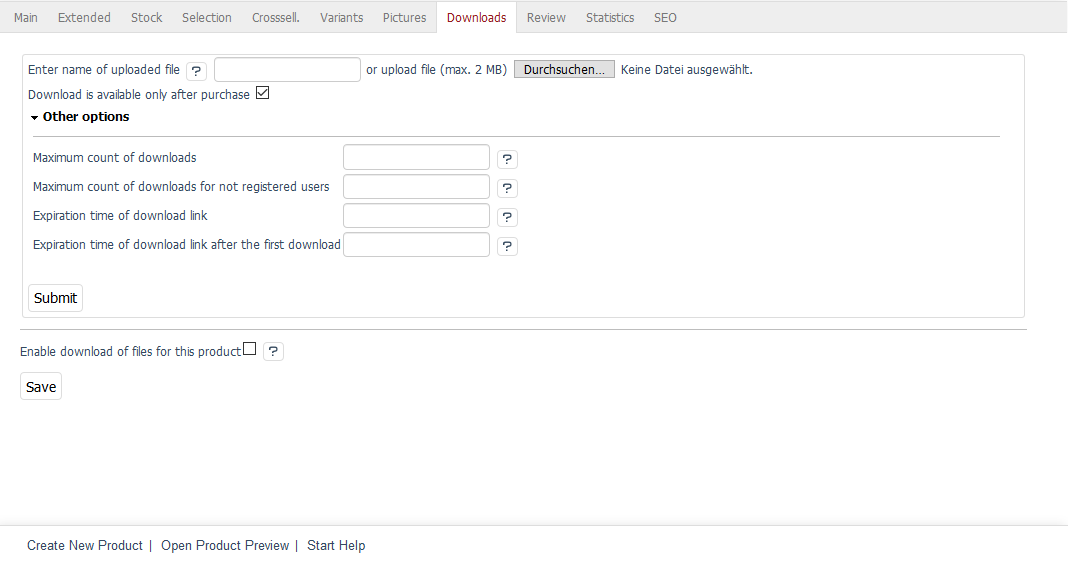 Main Extended Stock Selection Crosssell. Variants Pictures Downloads Review Statistics SEO
Enter name of uploaded file ? or upload file (max. 2 MB) Durchsuchen... Keine Datei ausgewählt.
Download is available only after purchase
Other options
Maximum count of downloads ?
Maximum count of downloads for not registered users ?
Expiration time of download link ?
Expiration time of download link after the first download ?
Submit
Enable download of files for this product ?
Save
Create New Product | Open Product Preview | Start Help